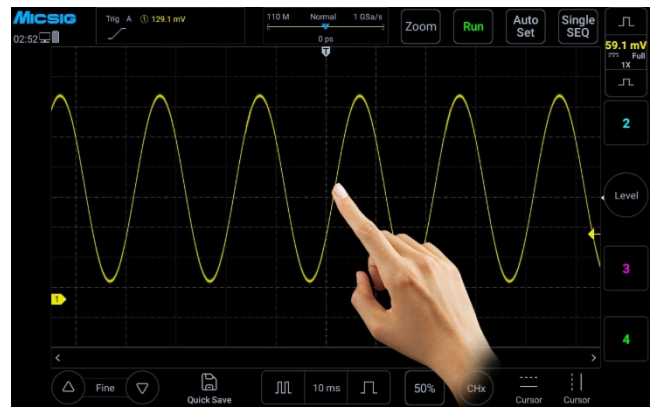 MICSIG
Trig A ① 129.1 mV
110 M Normal 1 GSa/s
0 ps
Zoom
Run
Auto
Set
Single
SEQ
02:52
T
59.1 mV
Full
1X
2
Level
3
1
4
Fine
Quick Save
10 ms
50%
CHx
Cursor
Cursor